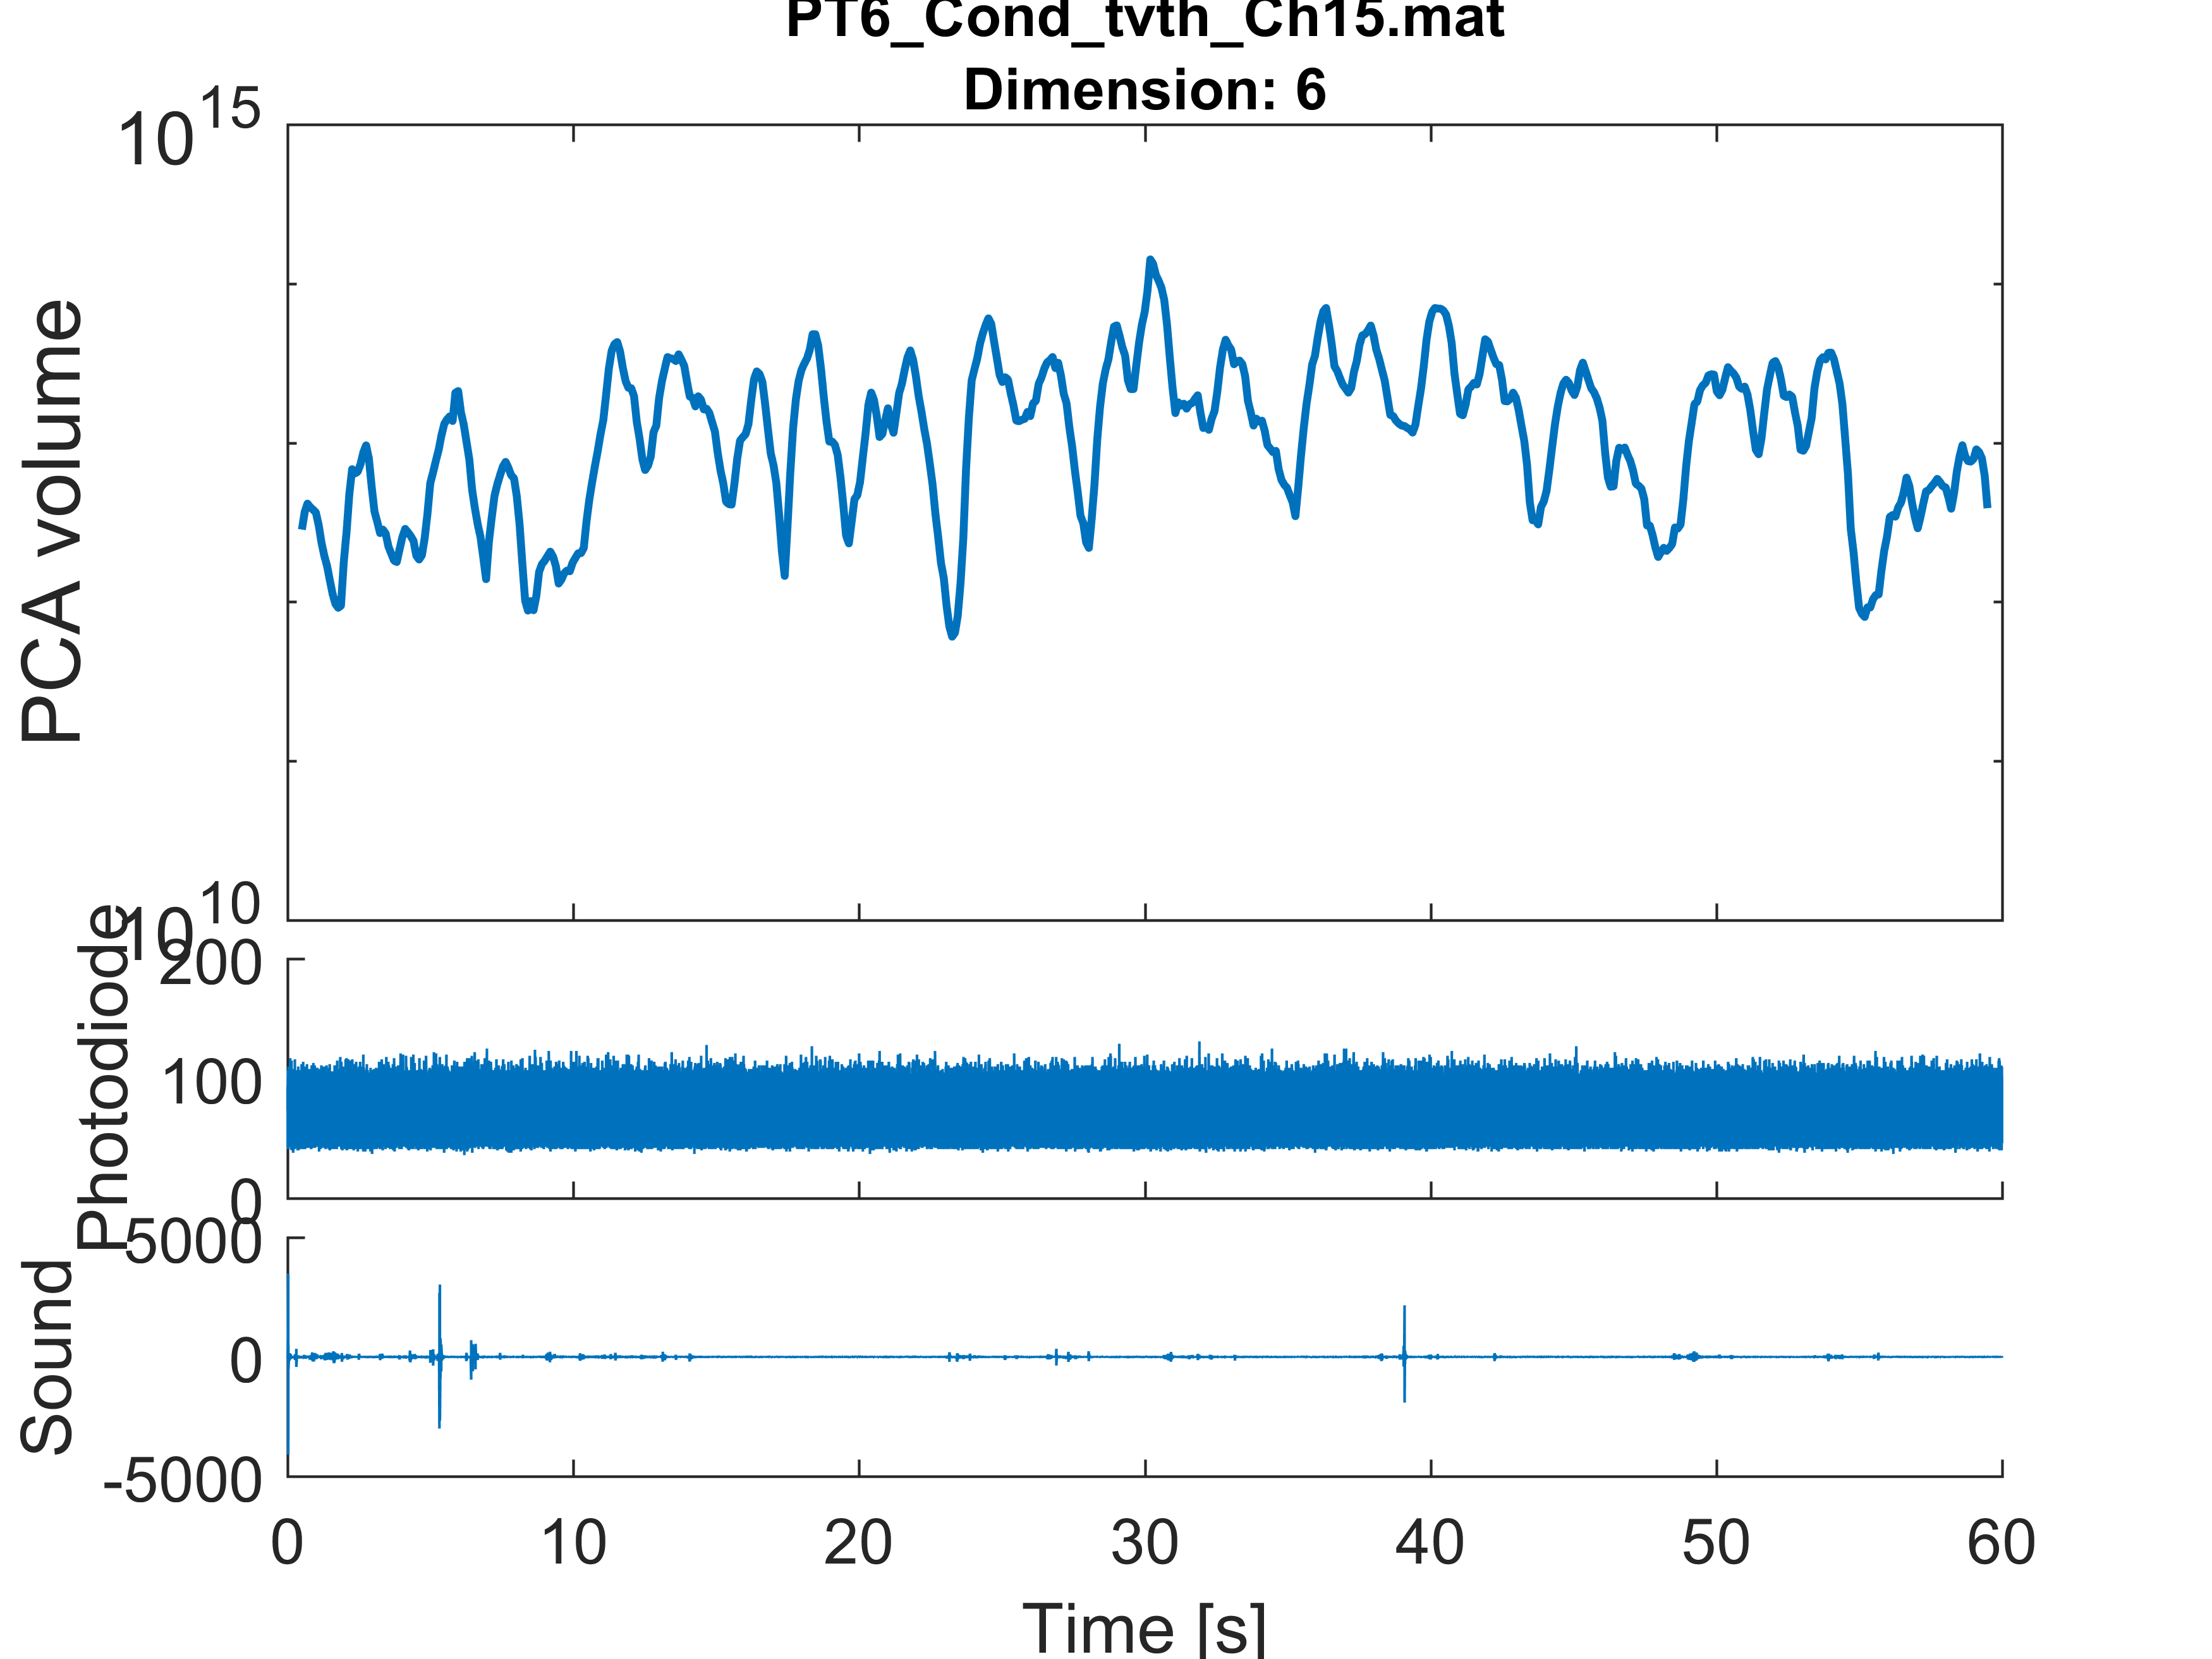 PT6_Cond_tvth_Ch15.mat
Dimension: 6
10^15
PCA volume
10^10
200
Photodiode
100
0
5000
Sound
0
-5000
0 10 20 30 40 50 60
Time [s]